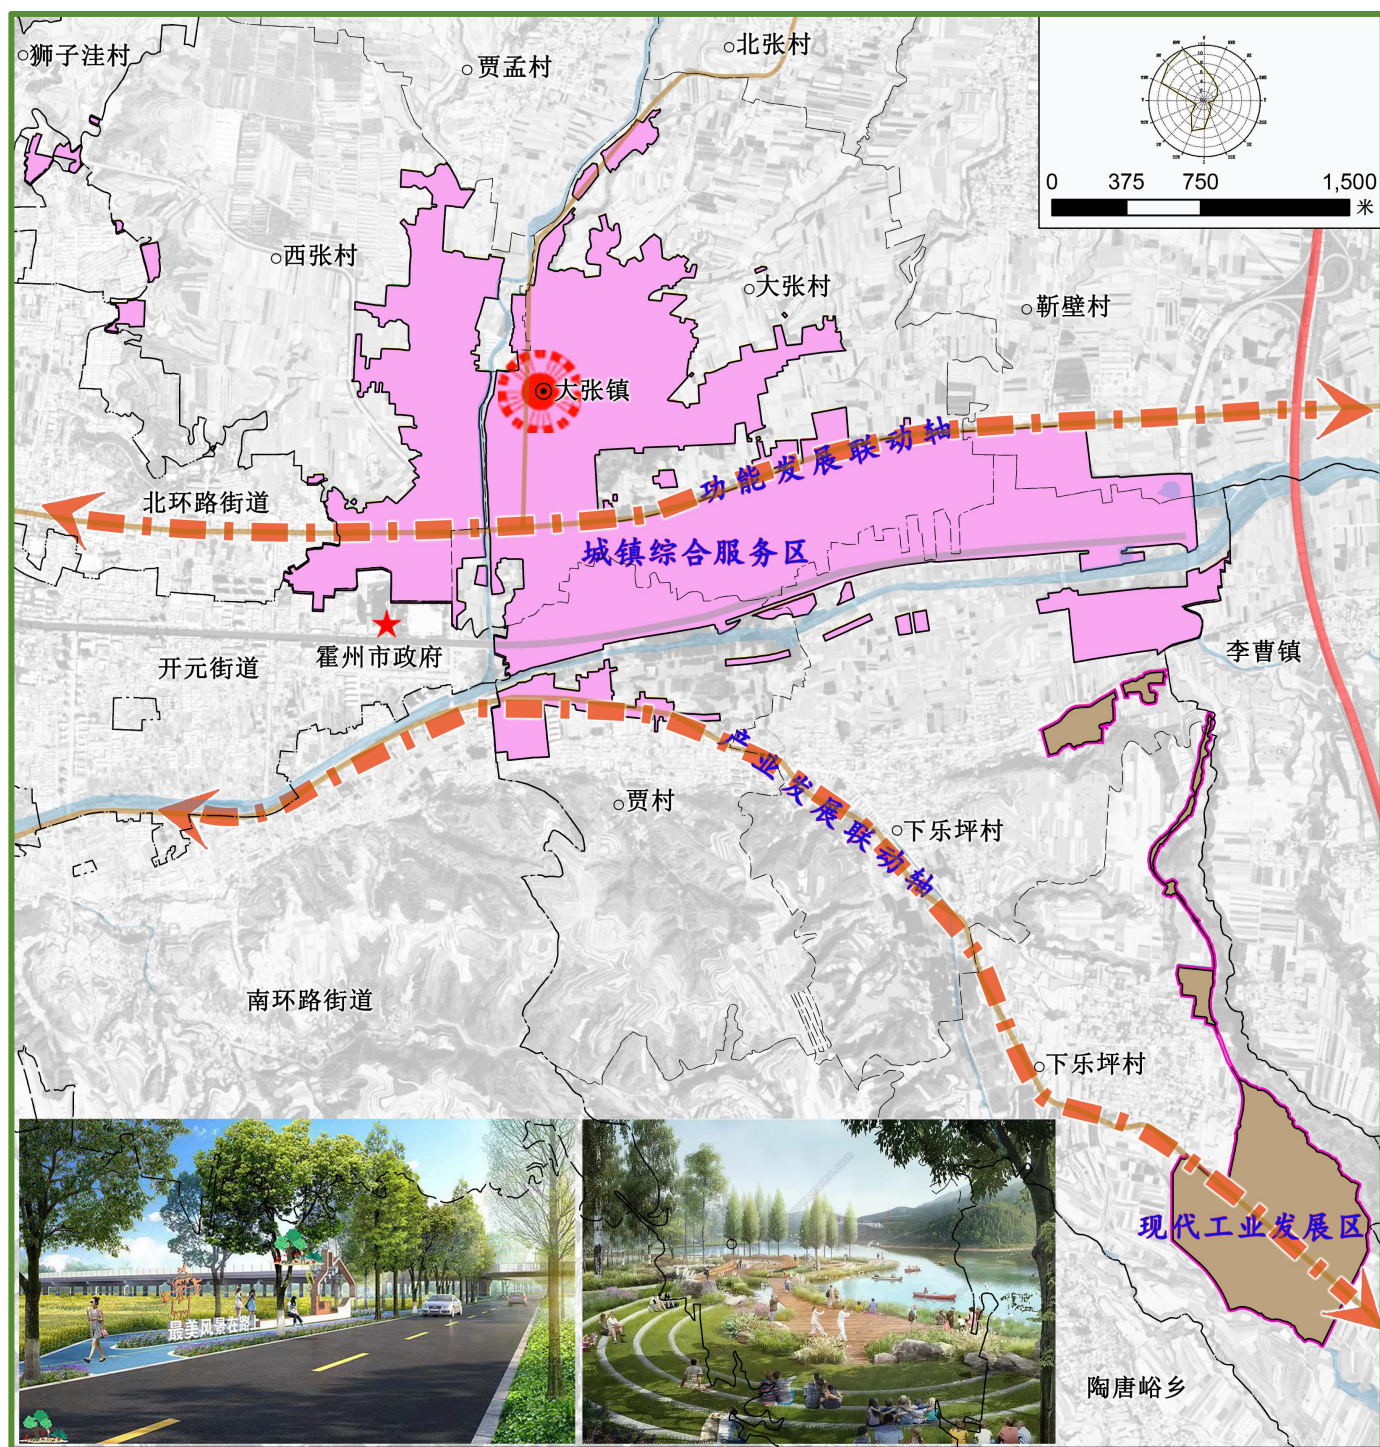 狮子洼村
贾孟村
北张村
0 375 750 1,500
米
西张村
大张村
靳壁村
大张镇
功能发展联动轴
北环路街道
城镇综合服务区
霍州市政府
开元街道
李曹镇
产业发展联动轴
贾村
下乐坪村
南环路街道
下乐坪村
现代工业发展区
最美风景在路上
陶唐峪乡